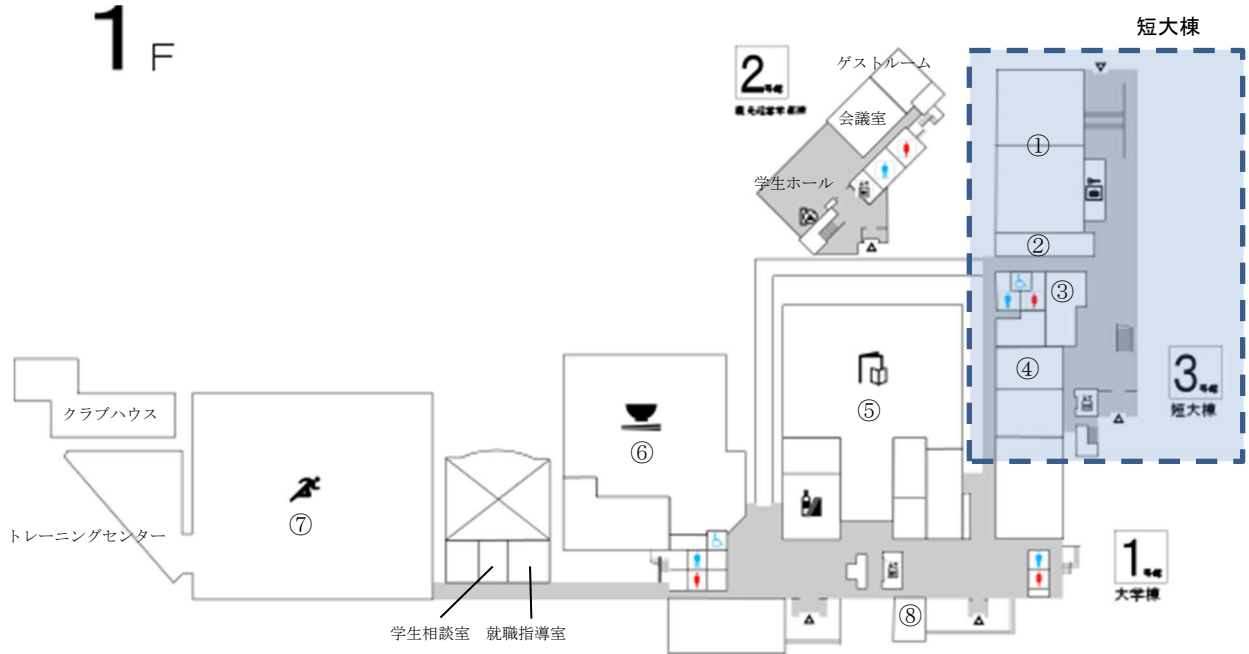 1F
短大棟
2号館
ゲストルーム
会議室
学生ホール
①
②
③
④
⑤
3号館
短大棟
⑥
クラブハウス
⑦
トレーニングセンター
1号館
大学棟
⑧
学生相談室 就職指導室